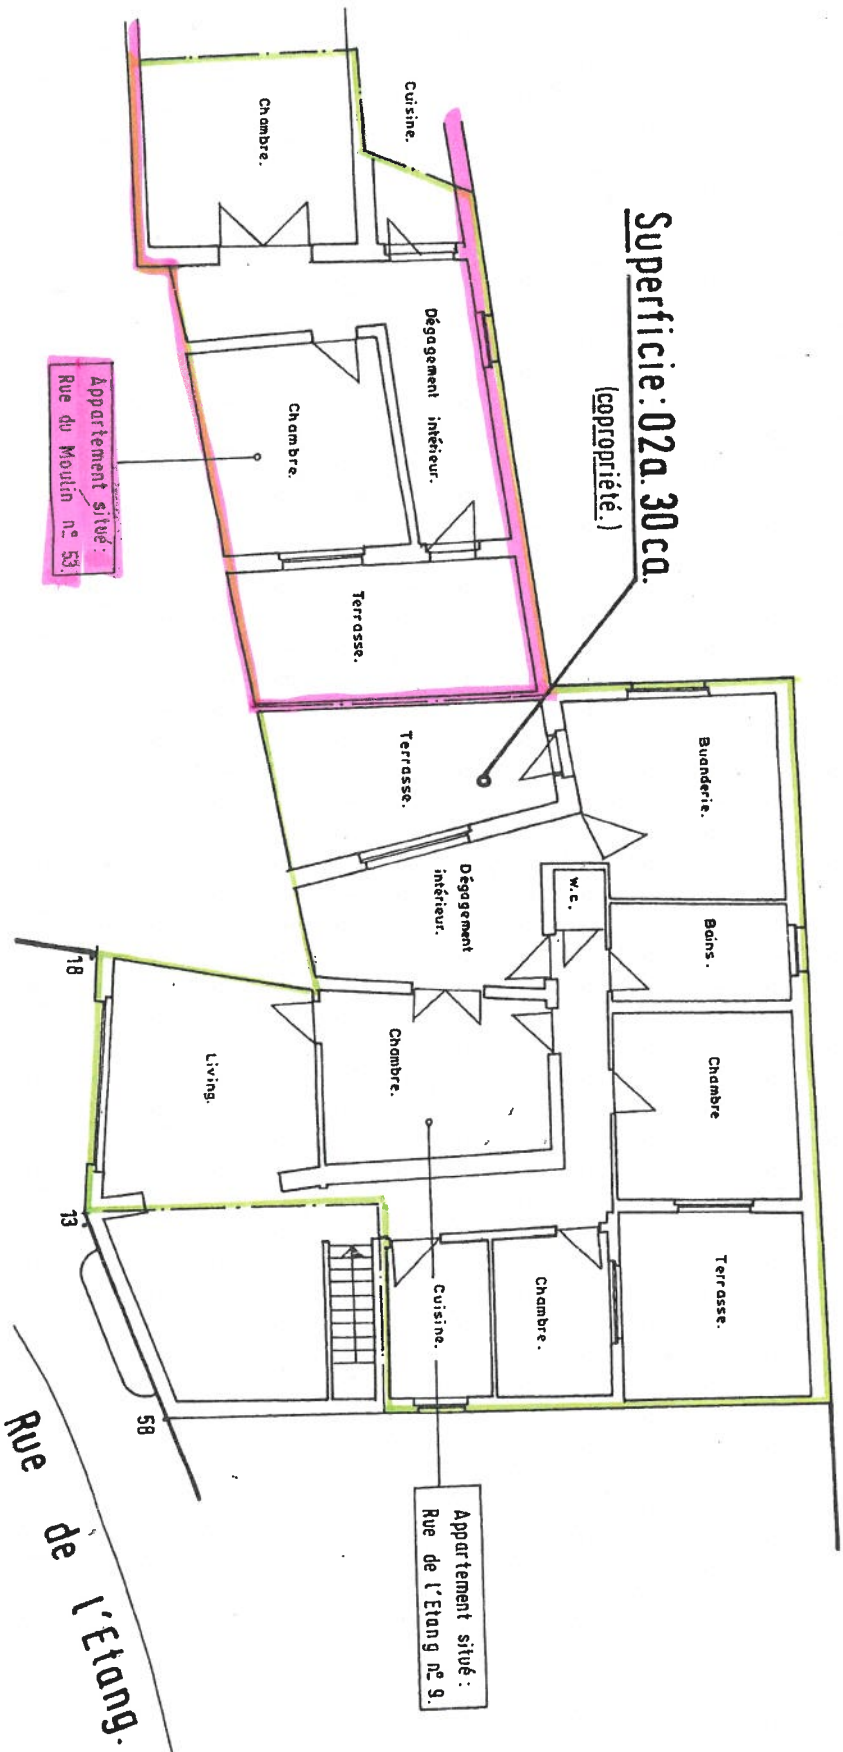 Superficie: 02a. 30ca.
(copropriété.)
Cuisine.
Chambre.
Dégagement intérieur.
Chambre.
Terrasse.
Appartement situé:
Rue du Moulin nº 53.
Terrasse.
Buanderie.
Dégagement
intérieur.
W.C.
Bains.
Chambre
Chambre.
Living.
Terrasse.
Chambre.
Cuisine.
18
13
58
Appartement situé:
Rue de l'Etang nº 9.
Rue de l'Etang.